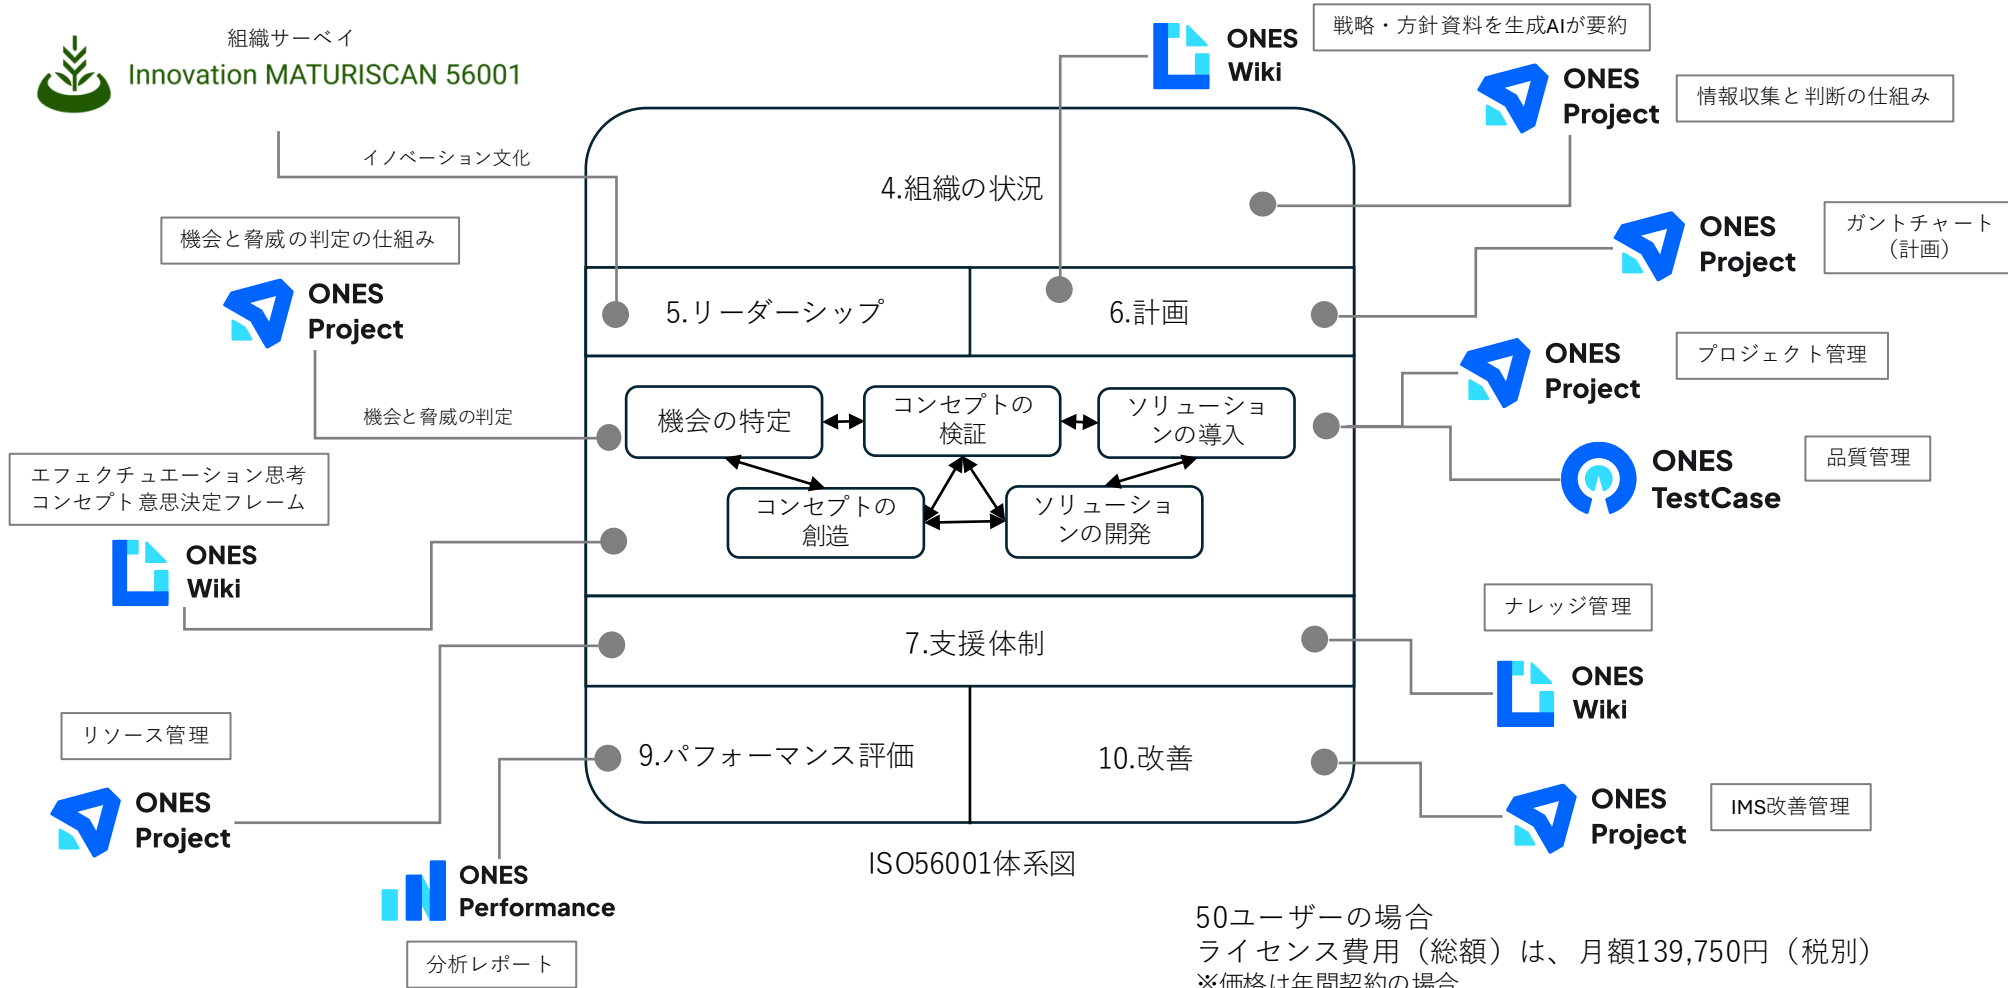 組織サーベイ
Innovation MATURISCAN 56001
ONES
Wiki
戦略・方針資料を生成AIが要約
ONES
Project
情報収集と判断の仕組み
イノベーション文化
4.組織の状況
機会と脅威の判定の仕組み
ONES
Project
ONES
Project
ガントチャート
（計画）
5.リーダーシップ
6.計画
ONES
Project
プロジェクト管理
機会と脅威の判定
機会の特定
コンセプトの
検証
ソリューショ
ンの導入
コンセプトの
創造
ソリューショ
ンの開発
ONES
TestCase
品質管理
エフェクチュエーション思考
コンセプト意思決定フレーム
ONES
Wiki
ナレッジ管理
7.支援体制
ONES
Wiki
リソース管理
ONES
Project
9.パフォーマンス評価
10.改善
ONES
Project
IMS改善管理
ISO56001体系図
ONES
Performance
分析レポート
50ユーザーの場合
ライセンス費用（総額）は、月額139,750円（税別）
※価格は年間契約の場合